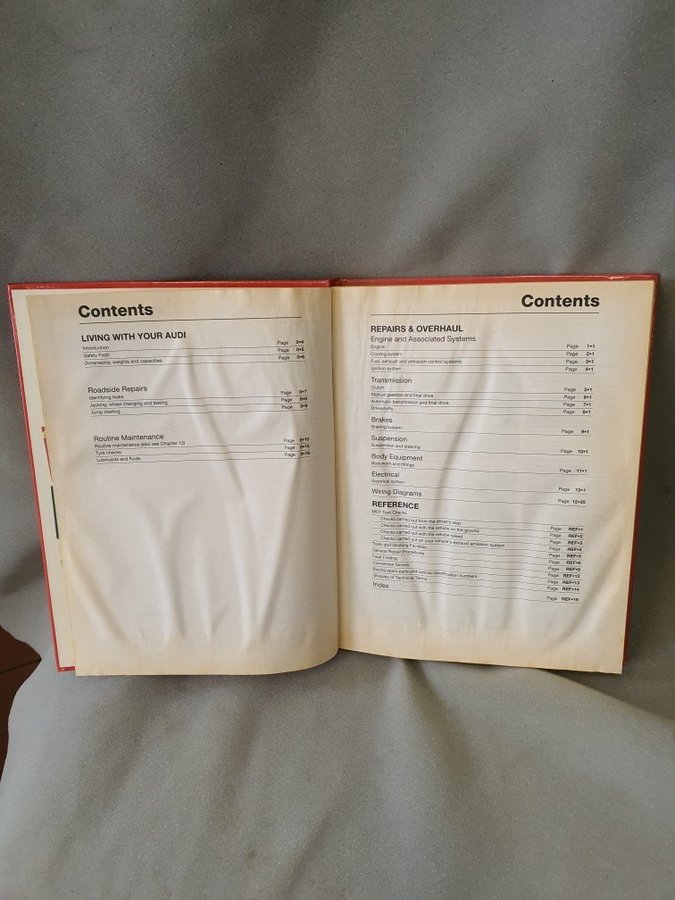 Contents
LIVING WITH YOUR AUDI
Introduction Page 0•4
Safety First! Page 0•5
Dimensions, weights and capacities Page 0•6
Roadside Repairs
Identifying leaks Page 0•7
Jacking, wheel changing and towing Page 0•8
Jump starting Page 0•9
Routine Maintenance
Routine maintenance (also see Chapter 13) Page 0•10
Tyre checks Page 0•15
Lubricants and fluids Page 0•16
Contents
REPAIRS & OVERHAUL
Engine and Associated Systems
Engine Page 1•1
Cooling system Page 2•1
Fuel, exhaust and emission control systems Page 3•1
Ignition system Page 4•1
Transmission
Clutch Page 5•1
Manual gearbox and final drive Page 6•1
Automatic transmission and final drive Page 7•1
Driveshafts Page 8•1
Brakes
Braking system Page 9•1
Suspension
Suspension and steering Page 10•1
Body Equipment
Bodywork and fittings Page 11•1
Electrical
Electrical system Page 12•1
Wiring Diagrams Page 12•25
REFERENCE
MOT Test Checks
Checks carried out from the driver's seat Page REF•1
Checks carried out with the vehicle on the ground Page REF•2
Checks carried out with the vehicle raised Page REF•3
Checks carried out on your vehicle's exhaust emission system Page REF•4
Tools and Working Facilities Page REF•5
General Repair Procedures Page REF•8
Fault Finding Page REF•9
Conversion factors Page REF•12
Buying spare parts and vehicle identification numbers Page REF•13
Glossary of Technical Terms Page REF•14
Index Page REF•18